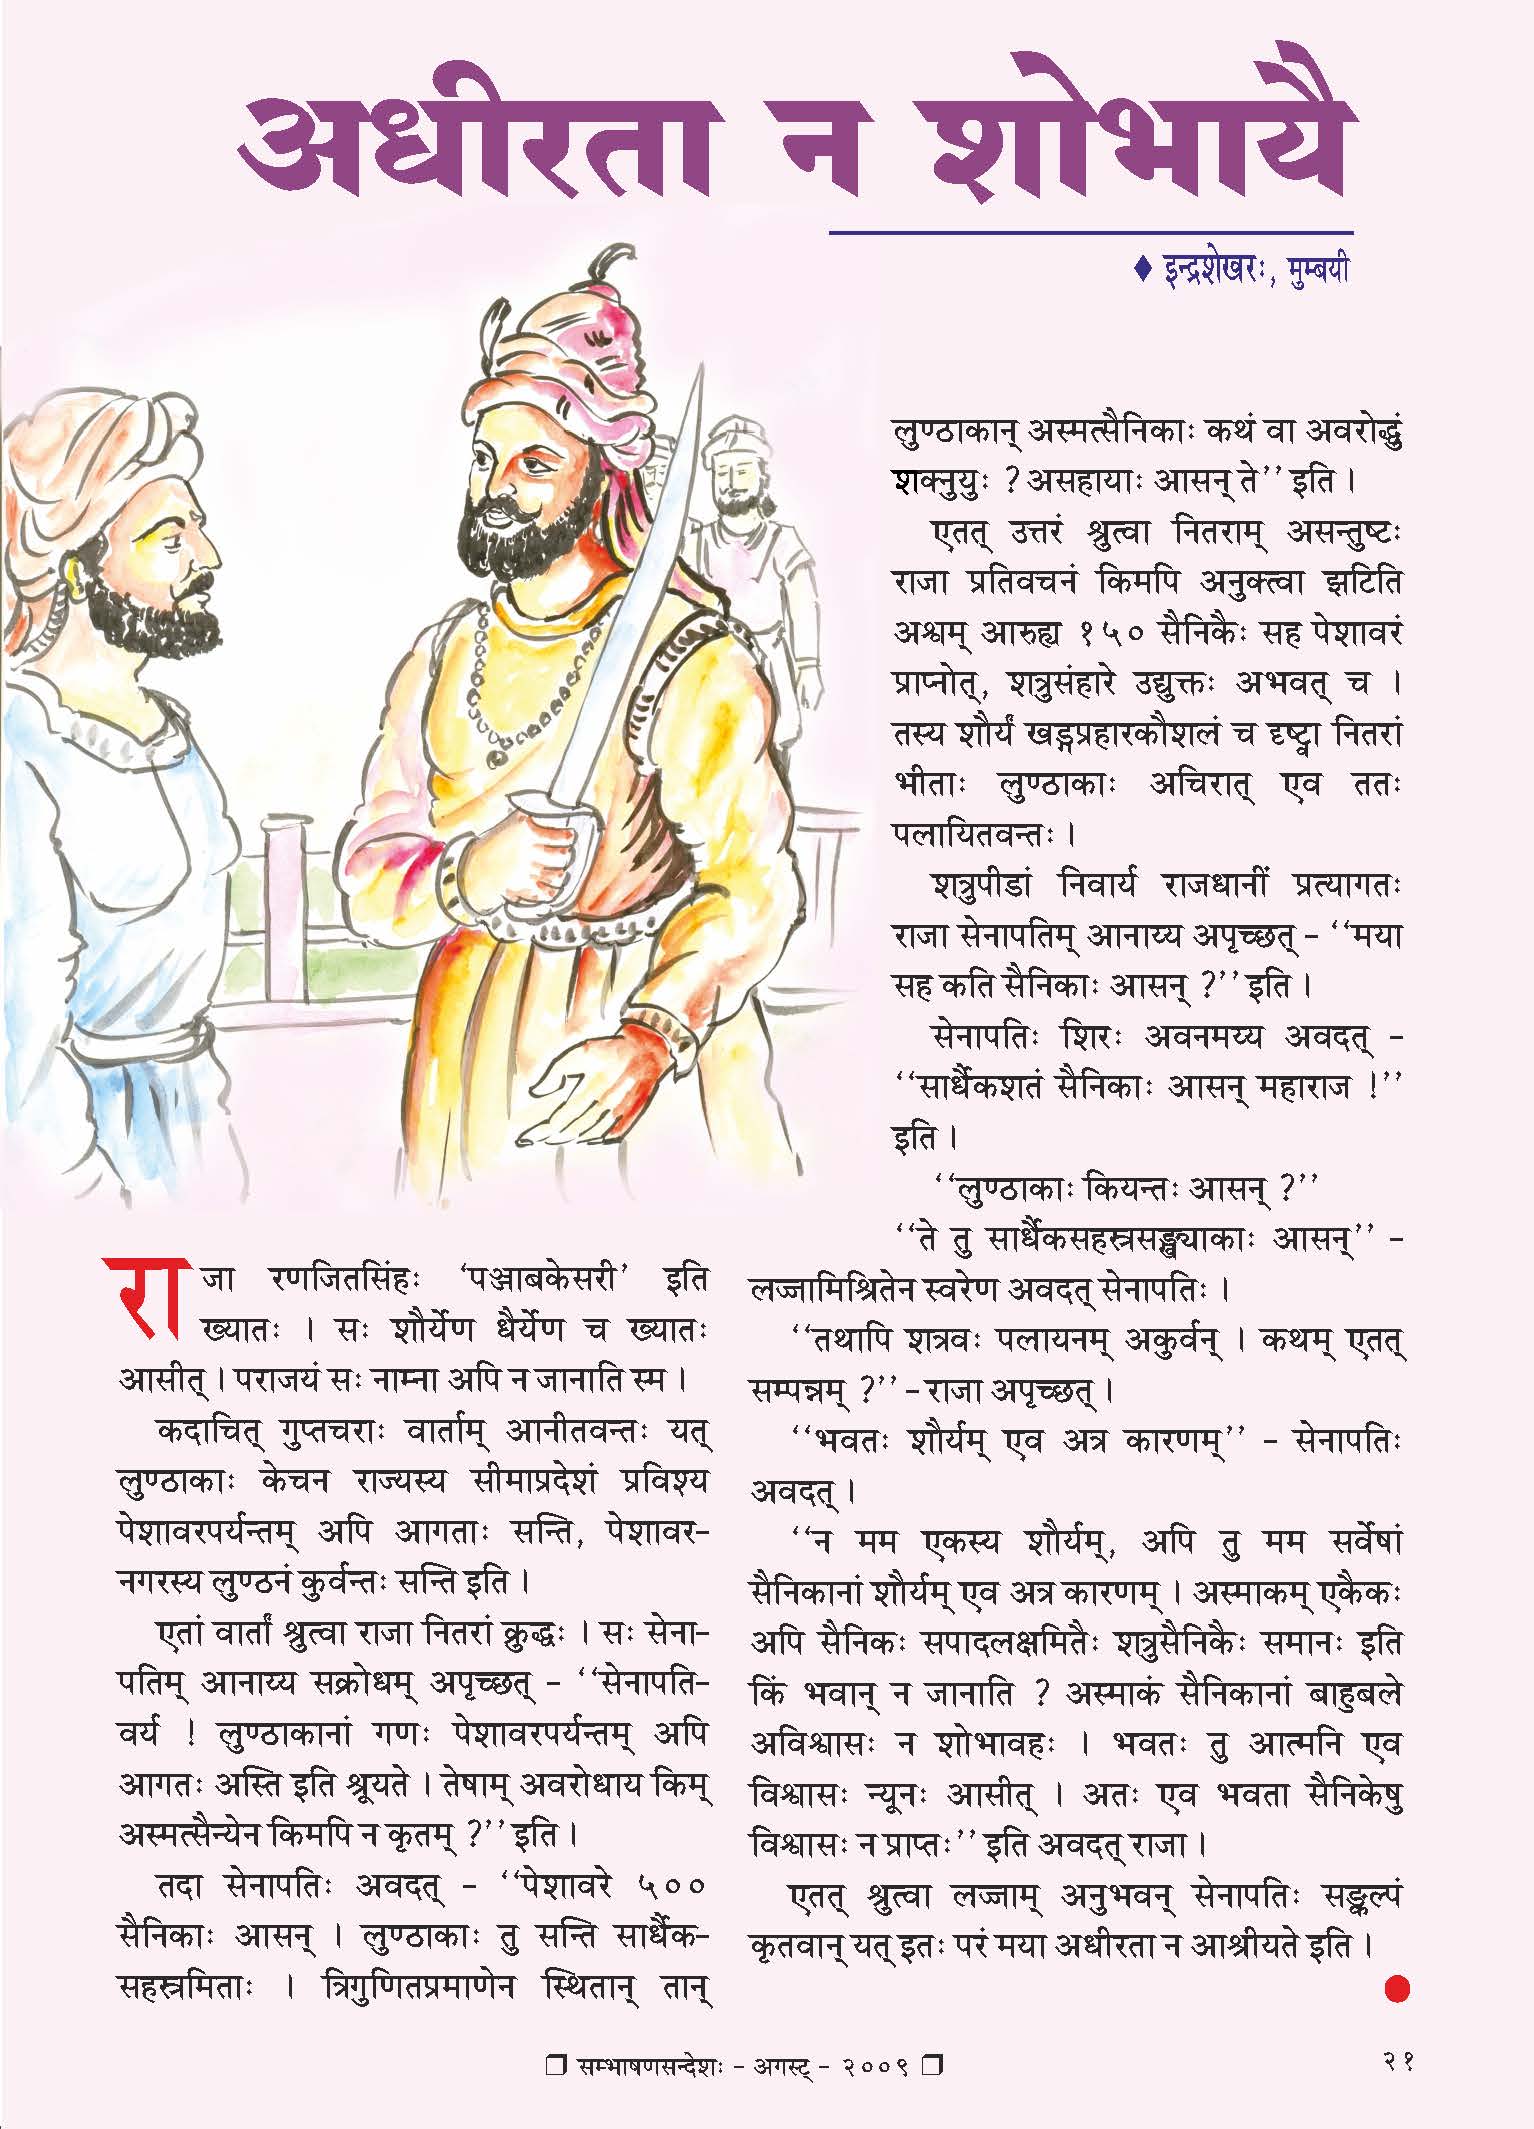 अधीरता न शोभायै
♦ इन्द्रशेखरः, मुम्बयी
राजा रणजितसिंहः ‘पञ्जाबकेसरी’ इति
ख्यातः । सः शौर्येण धैर्येण च ख्यातः
आसीत् । पराजयं सः नाम्ना अपि न जानाति स्म ।
कदाचित् गुप्तचराः वार्ताम् आनीतवन्तः यत्
लुण्ठाकाः केचन राज्यस्य सीमाप्रदेशं प्रविश्य
पेशावरपर्यन्तम् अपि आगताः सन्ति, पेशावर-
नगरस्य लुण्ठनं कुर्वन्तः सन्ति इति ।
एतां वार्तां श्रुत्वा राजा नितरां क्रुद्धः । सः सेना-
पतिम् आनाय्य सक्रोधम् अपृच्छत् - ‘‘सेनापति-
वर्य ! लुण्ठाकानां गणः पेशावरपर्यन्तम् अपि
आगतः अस्ति इति श्रूयते । तेषाम् अवरोधाय किम्
अस्मत्सैन्येन किमपि न कृतम् ?’’ इति ।
तदा सेनापतिः अवदत् - ‘‘पेशावरे ५००
सैनिकाः आसन् । लुण्ठाकाः तु सन्ति सार्धैक-
सहस्रमिताः । त्रिगुणितप्रमाणेन स्थितान् तान्
लुण्ठाकान् अस्मत्सैनिकाः कथं वा अवरोद्धुं
शक्नुयुः ? असहायाः आसन् ते’’ इति ।
एतत् उत्तरं श्रुत्वा नितराम् असन्तुष्टः
राजा प्रतिवचनं किमपि अनुक्त्वा झटिति
अश्वम् आरुह्य १५० सैनिकैः सह पेशावरं
प्राप्नोत्, शत्रुसंहारे उद्युक्तः अभवत् च ।
तस्य शौर्यं खड्गप्रहारकौशलं च दृष्ट्वा नितरां
भीताः लुण्ठाकाः अचिरात् एव ततः
पलायितवन्तः ।
शत्रुपीडां निवार्य राजधानीं प्रत्यागतः
राजा सेनापतिम् आनाय्य अपृच्छत् - ‘‘मया
सह कति सैनिकाः आसन् ?’’ इति ।
सेनापतिः शिरः अवनमय्य अवदत् -
‘‘सार्धैकशतं सैनिकाः आसन् महाराज !’’
इति ।
‘‘लुण्ठाकाः कियन्तः आसन् ?’’
‘‘ते तु सार्धैकसहस्रसङ्ख्याकाः आसन्’’ -
लज्जामिश्रितेन स्वरेण अवदत् सेनापतिः ।
‘‘तथापि शत्रवः पलायनम् अकुर्वन् । कथम् एतत्
सम्पन्नम् ?’’ - राजा अपृच्छत् ।
‘‘भवतः शौर्यम् एव अत्र कारणम्’’ - सेनापतिः
अवदत् ।
‘‘न मम एकस्य शौर्यम्, अपि तु मम सर्वेषां
सैनिकानां शौर्यम् एव अत्र कारणम् । अस्माकम् एकैकः
अपि सैनिकः सपादलक्षमितैः शत्रुसैनिकैः समानः इति
किं भवान् न जानाति ? अस्माकं सैनिकानां बाहुबले
अविश्वासः न शोभावहः । भवतः तु आत्मनि एव
विश्वासः न्यूनः आसीत् । अतः एव भवता सैनिकेषु
विश्वासः न प्राप्तः’’ इति अवदत् राजा ।
एतत् श्रुत्वा लज्जाम् अनुभवन् सेनापतिः सङ्कल्पं
कृतवान् यत् इतः परं मया अधीरता न आश्रीयते इति ।
❐ सम्भाषणसन्देशः - अगस्ट् - २००९ ❐
२१